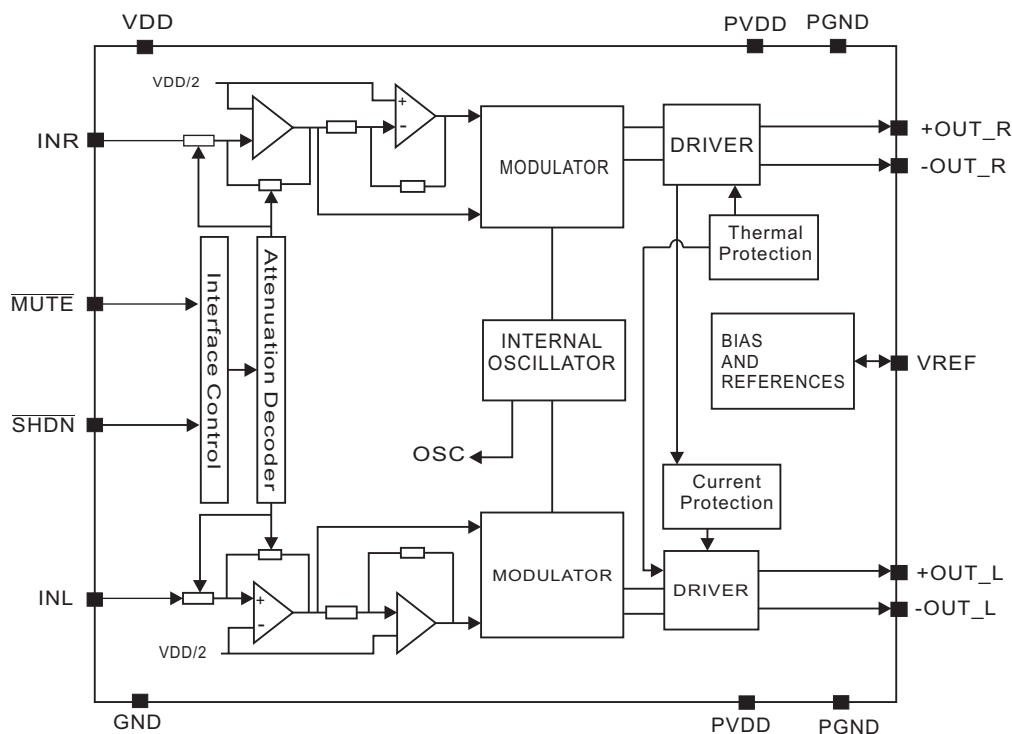 VDD
PVDD
PGND
VDD/2
+
-
INR
MODULATOR
DRIVER
+OUT_R
-OUT_R
Thermal
Protection
Interface Control
Attenuation Decoder
MUTE
INTERNAL
OSCILLATOR
BIAS
AND
REFERENCES
VREF
SHDN
OSC
Current
Protection
INL
+
-
MODULATOR
DRIVER
+OUT_L
-OUT_L
VDD/2
GND
PVDD
PGND